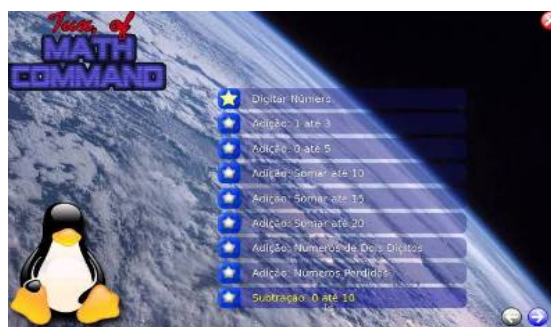 Tux, of
MATH
COMMAND
Digitar Número
Adição: 1 até 3
Adição: 0 até 5
Adição: Somar até 10
Adição: Somar até 15
Adição: Somar até 20
Adição: Números de Dois Dígitos
Adição: Números Perdidos
Subtração: 0 até 10